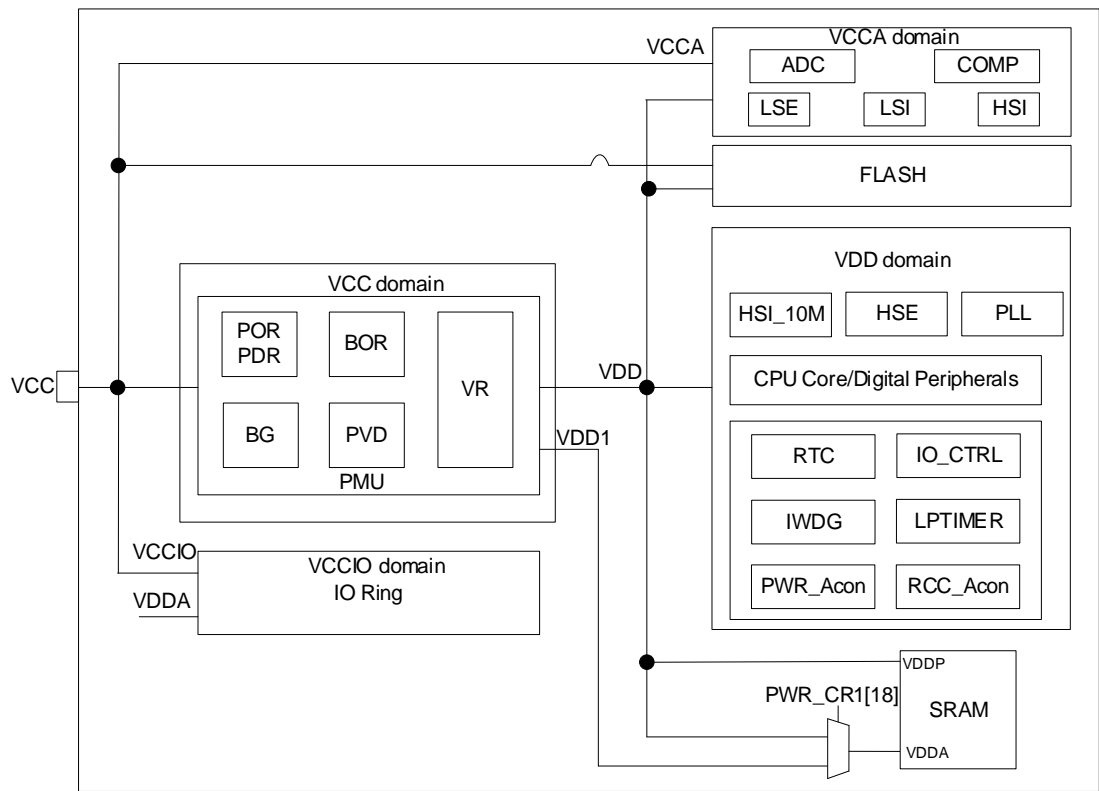 VCCA domain
VCCA
ADC
COMP
LSE
LSI
HSI
FLASH
VCC domain
POR
PDR
BOR
VR
BG
PVD
PMU
VCC
VDD
VDD1
VDD domain
HSI_10M
HSE
PLL
CPU Core/Digital Peripherals
RTC
IO_CTRL
IWDG
LPTIMER
PWR_Acon
RCC_Acon
VCCIO
VCCIO domain
IO Ring
VDDA
PWR_CR1[18]
VDDP
SRAM
VDDA